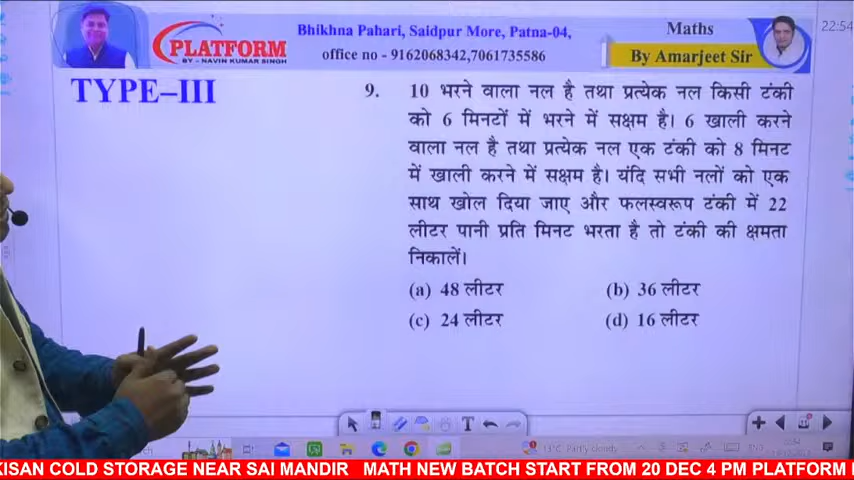 Bhikhna Pahari, Saidpur More, Patna-04,
office no - 9162068342,7061735586
PLATFORM
BY - NAVIN KUMAR SINGH
Maths
By Amarjeet Sir
22:54
TYPE–III
9. 10 भरने वाला नल है तथा प्रत्येक नल किसी टंकी
को 6 मिनटों में भरने में सक्षम है। 6 खाली करने
वाला नल है तथा प्रत्येक नल एक टंकी को 8 मिनट
में खाली करने में सक्षम है। यंदि सभी नलों को एक
साथ खोल दिया जाए और फलस्वरूप टंकी में 22
लीटर पानी प्रति मिनट भरता है तो टंकी की क्षमता
निकालें।
(a) 48 लीटर (b) 36 लीटर
(c) 24 लीटर (d) 16 लीटर
13°C Partly cloudy
KISAN COLD STORAGE NEAR SAI MANDIR MATH NEW BATCH START FROM 20 DEC 4 PM PLATFORM